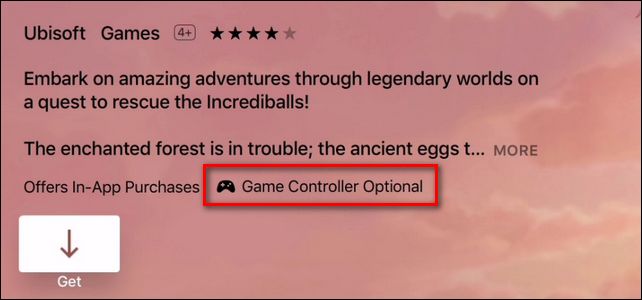 Ubisoft Games 4+
Embark on amazing adventures through legendary worlds on
a quest to rescue the Incrediballs!
The enchanted forest is in trouble; the ancient eggs t... MORE
Offers In-App Purchases Game Controller Optional
Get